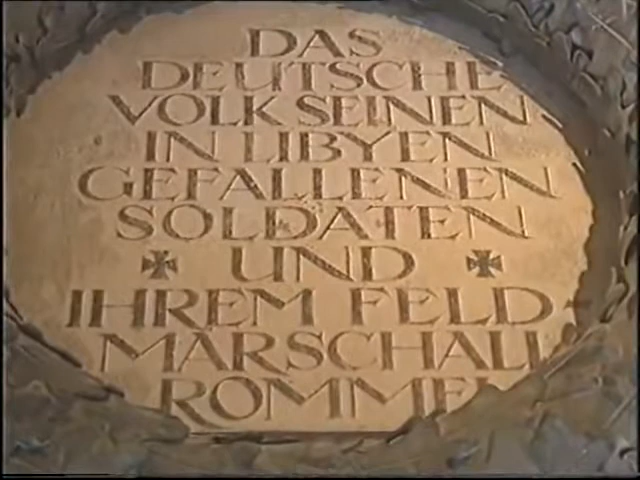 DAS
DEUTSCHE
VOLK SEINEN
IN LIBYEN
GEFALLENEN
SOLDATEN
UND
IHREM FELD
MARSCHALL
ROMMEL